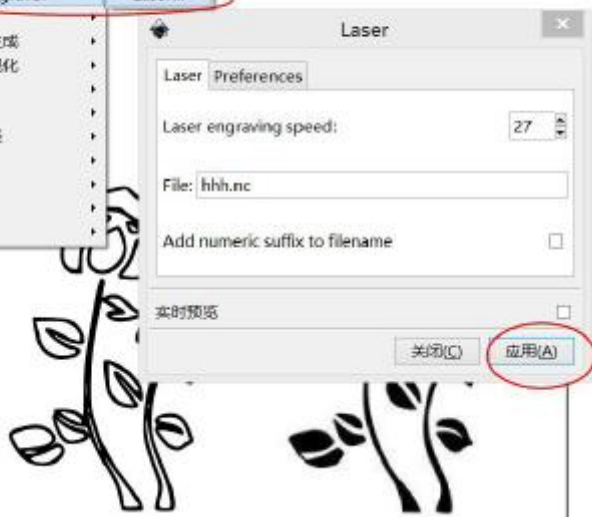 Laser
Laser Preferences
Laser engraving speed: 27
File: hhh.nc
Add numeric suffix to filename
实时预览
关闭(C) 应用(A)